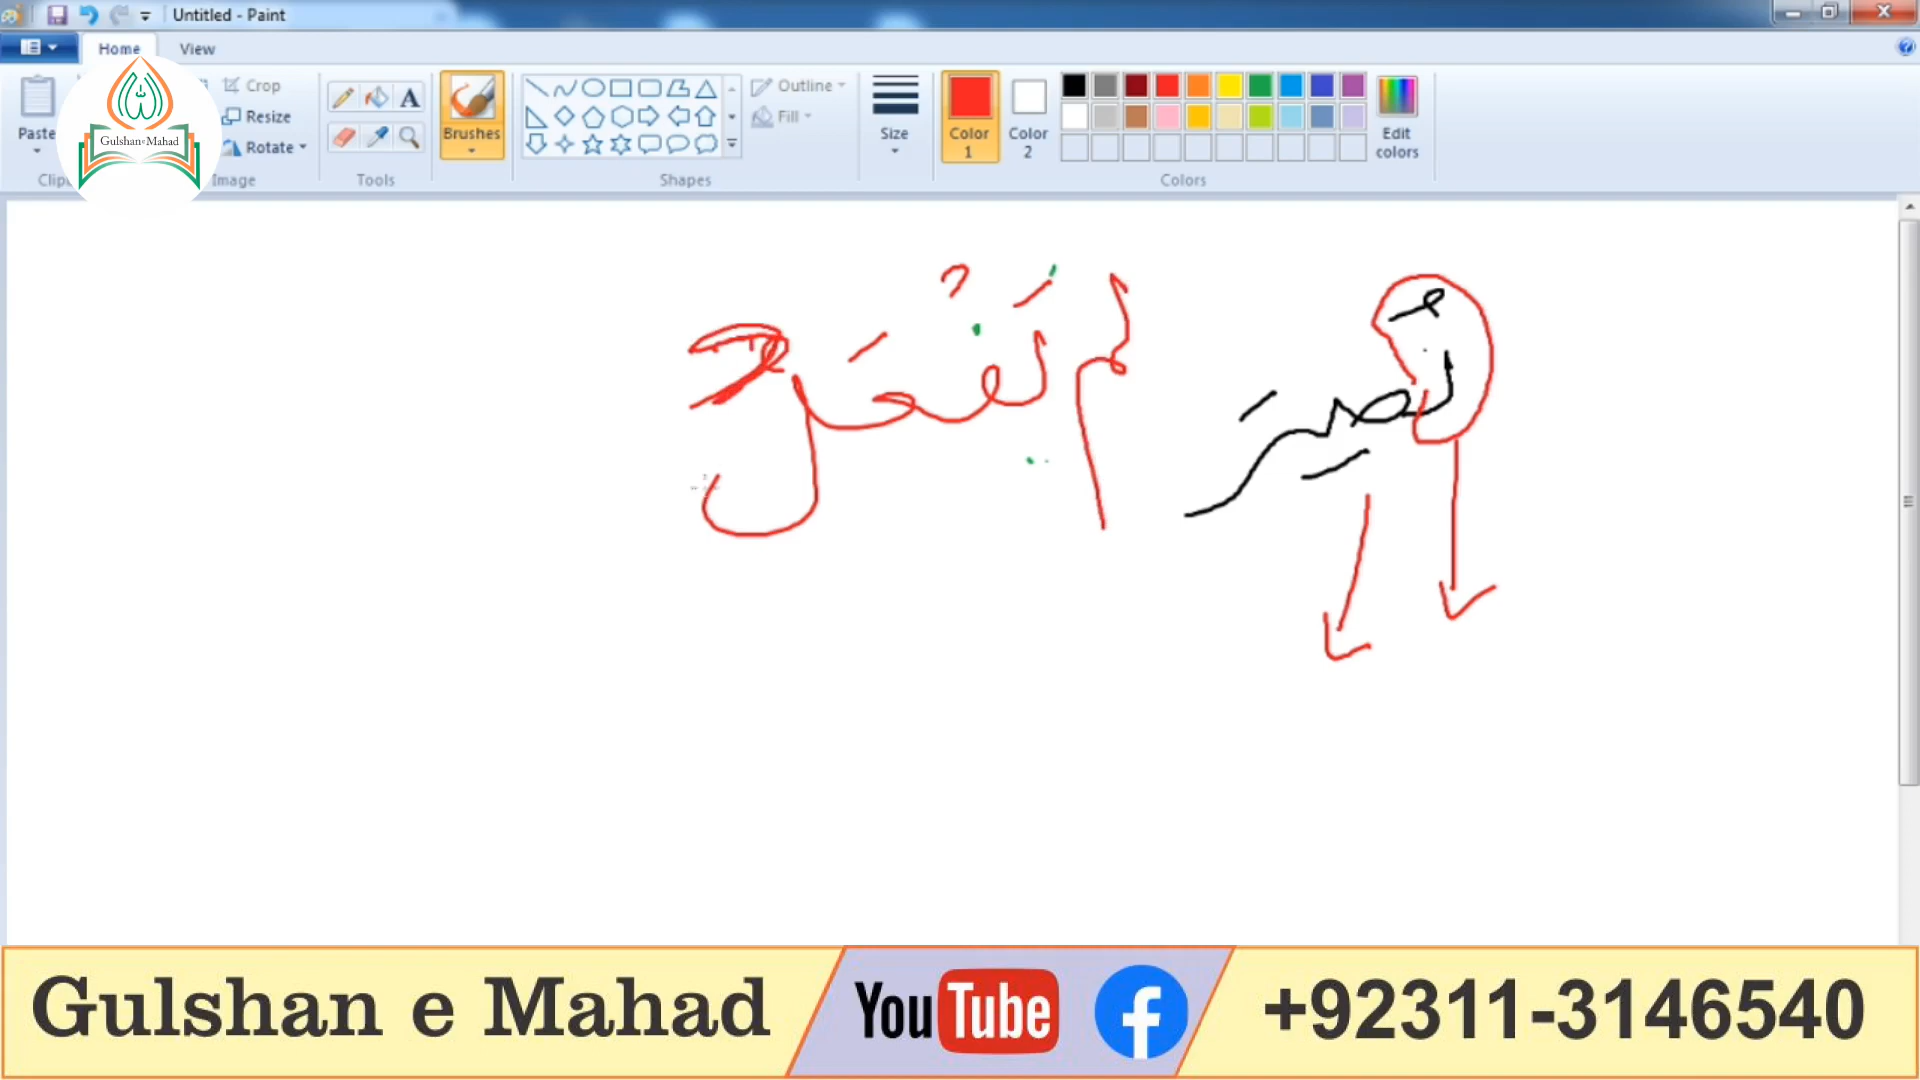 Untitled - Paint
Home View
Paste
Crop
Resize
Rotate
Image
Tools
Brushes
Shapes
Outline
Fill
Size
Color 1
Color 2
Edit colors
Colors
Gulshan e Mahad
لم
Gulshan e Mahad
YouTube
+92311-3146540